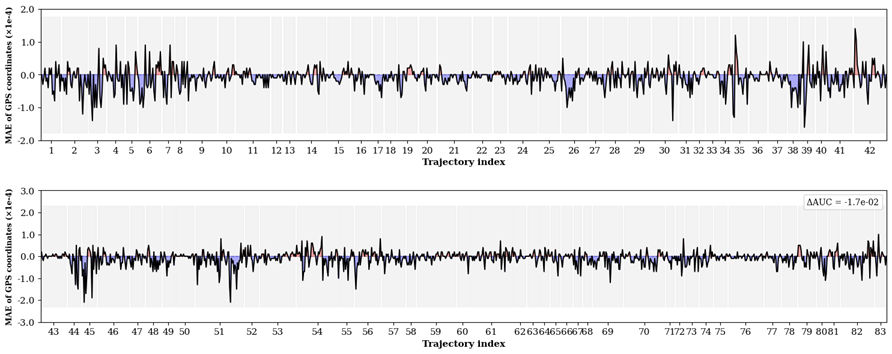 MAE of GPS coordinates (×1e-4)
2.0
1.0
0.0
-1.0
-2.0
1 2 3 4 5 6 7 8 9 10 11 12 13 14 15 16 17 18 19 20 21 22 23 24 25 26 27 28 29 30 31 32 33 34 35 36 37 38 39 40 41 42
Trajectory index
MAE of GPS coordinates (×1e-4)
3.0
2.0
1.0
0.0
-1.0
-2.0
-3.0
ΔAUC = -1.7e-02
43 44 45 46 47 48 49 50 51 52 53 54 55 56 57 58 59 60 61 62 63 64 65 66 67 68 69 70 71 72 73 74 75 76 77 78 79 80 81 82 83
Trajectory index